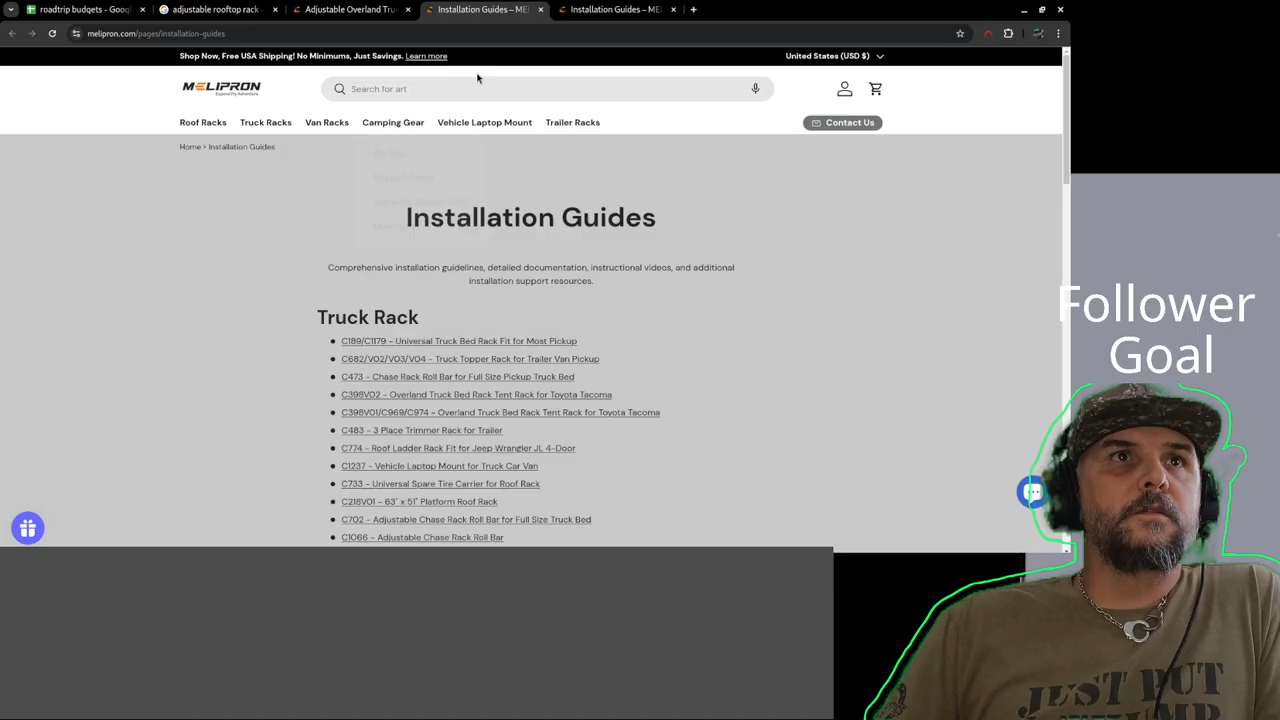 roadtrip budgets - Goog
adjustable rooftop rack -
Adjustable Overland Truc
Installation Guides – MEL
Installation Guides – MEL
melipron.com/pages/installation-guides
Shop Now, Free USA Shipping! No Minimums, Just Savings. Learn more
United States (USD $)
MELIPRON
Expand My Adventure
Search for art
Roof Racks
Truck Racks
Van Racks
Camping Gear
Vehicle Laptop Mount
Trailer Racks
Contact Us
Home > Installation Guides
Installation Guides
Comprehensive installation guidelines, detailed documentation, instructional videos, and additional
installation support resources.
Truck Rack
C189/C1179 – Universal Truck Bed Rack Fit for Most Pickup
C682/V02/V03/V04 – Truck Topper Rack for Trailer Van Pickup
C473 – Chase Rack Roll Bar for Full Size Pickup Truck Bed
C398V02 – Overland Truck Bed Rack Tent Rack for Toyota Tacoma
C398V01/C969/C974 – Overland Truck Bed Rack Tent Rack for Toyota Tacoma
C483 – 3 Place Trimmer Rack for Trailer
C774 – Roof Ladder Rack Fit for Jeep Wrangler JL 4-Door
C1237 – Vehicle Laptop Mount for Truck Car Van
C733 – Universal Spare Tire Carrier for Roof Rack
C218V01 – 63" x 51" Platform Roof Rack
C702 – Adjustable Chase Rack Roll Bar for Full Size Truck Bed
C1066 – Adjustable Chase Rack Roll Bar
Follower
Goal
JUST PUT